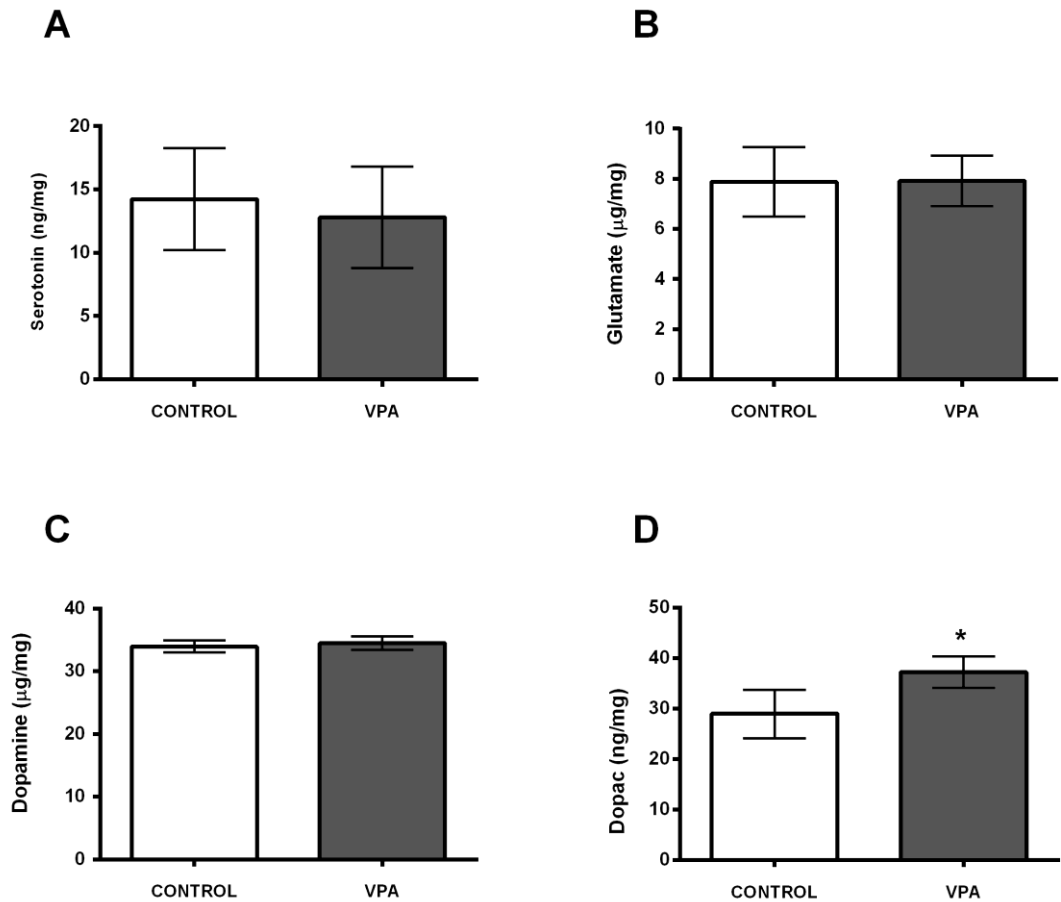 A
Serotonin (ng/mg)
20
15
10
5
0
CONTROL VPA
B
Glutamate (μg/mg)
10
8
6
4
2
0
CONTROL VPA
C
Dopamine (μg/mg)
40
30
20
10
0
CONTROL VPA
D
Dopac (ng/mg)
50
40
30
20
10
0
*
CONTROL VPA